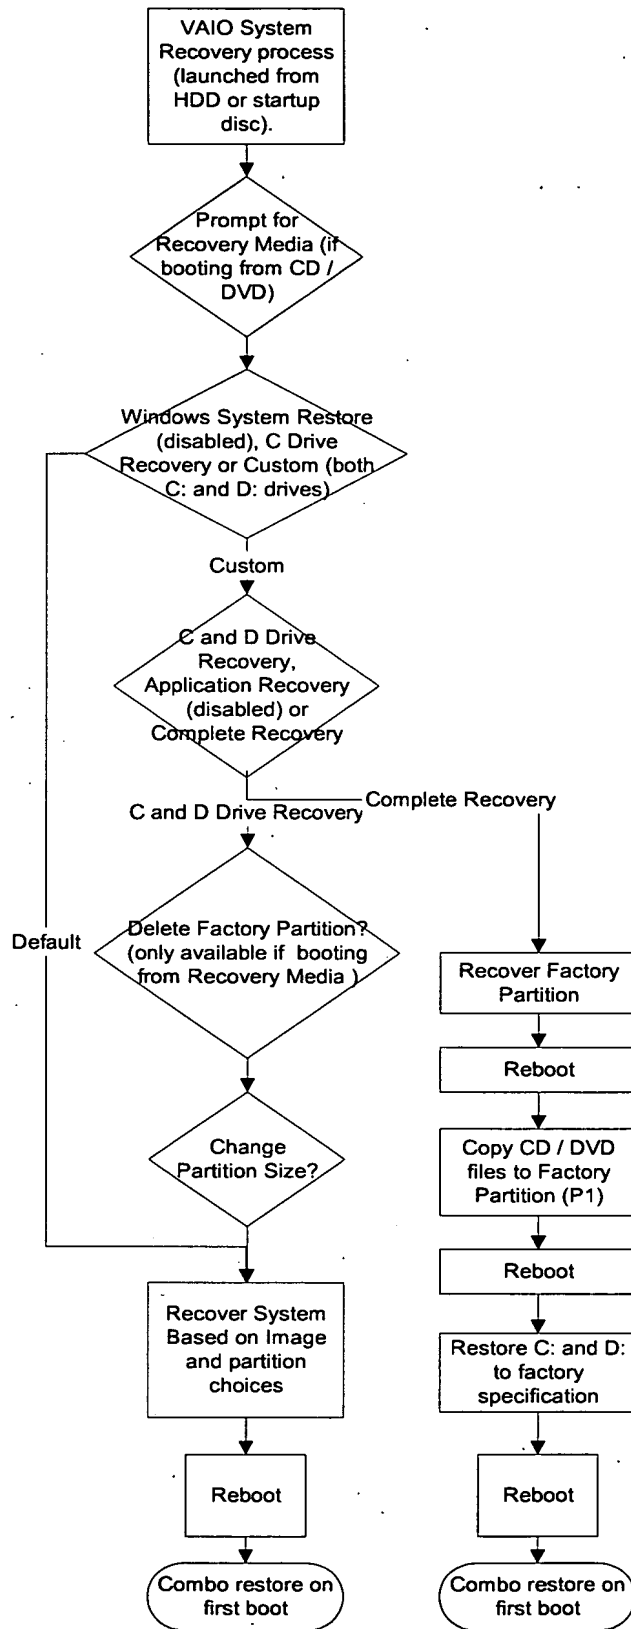 VAIO System
Recovery process
(launched from
HDD or startup
disc).
Prompt for
Recovery Media (if
booting from CD /
DVD)
Windows System Restore
(disabled), C Drive
Recovery or Custom (both
C: and D: drives)
Custom
C and D Drive
Recovery,
Application Recovery
(disabled) or
Complete Recovery
C and D Drive Recovery
Complete Recovery
Default
Delete Factory Partition?
(only available if booting
from Recovery Media )
Change
Partition Size?
Recover System
Based on Image
and partition
choices
Reboot
Combo restore on
first boot
Recover Factory
Partition
Reboot
Copy CD / DVD
files to Factory
Partition (P1)
Reboot
Restore C: and D:
to factory
specification
Reboot
Combo restore on
first boot